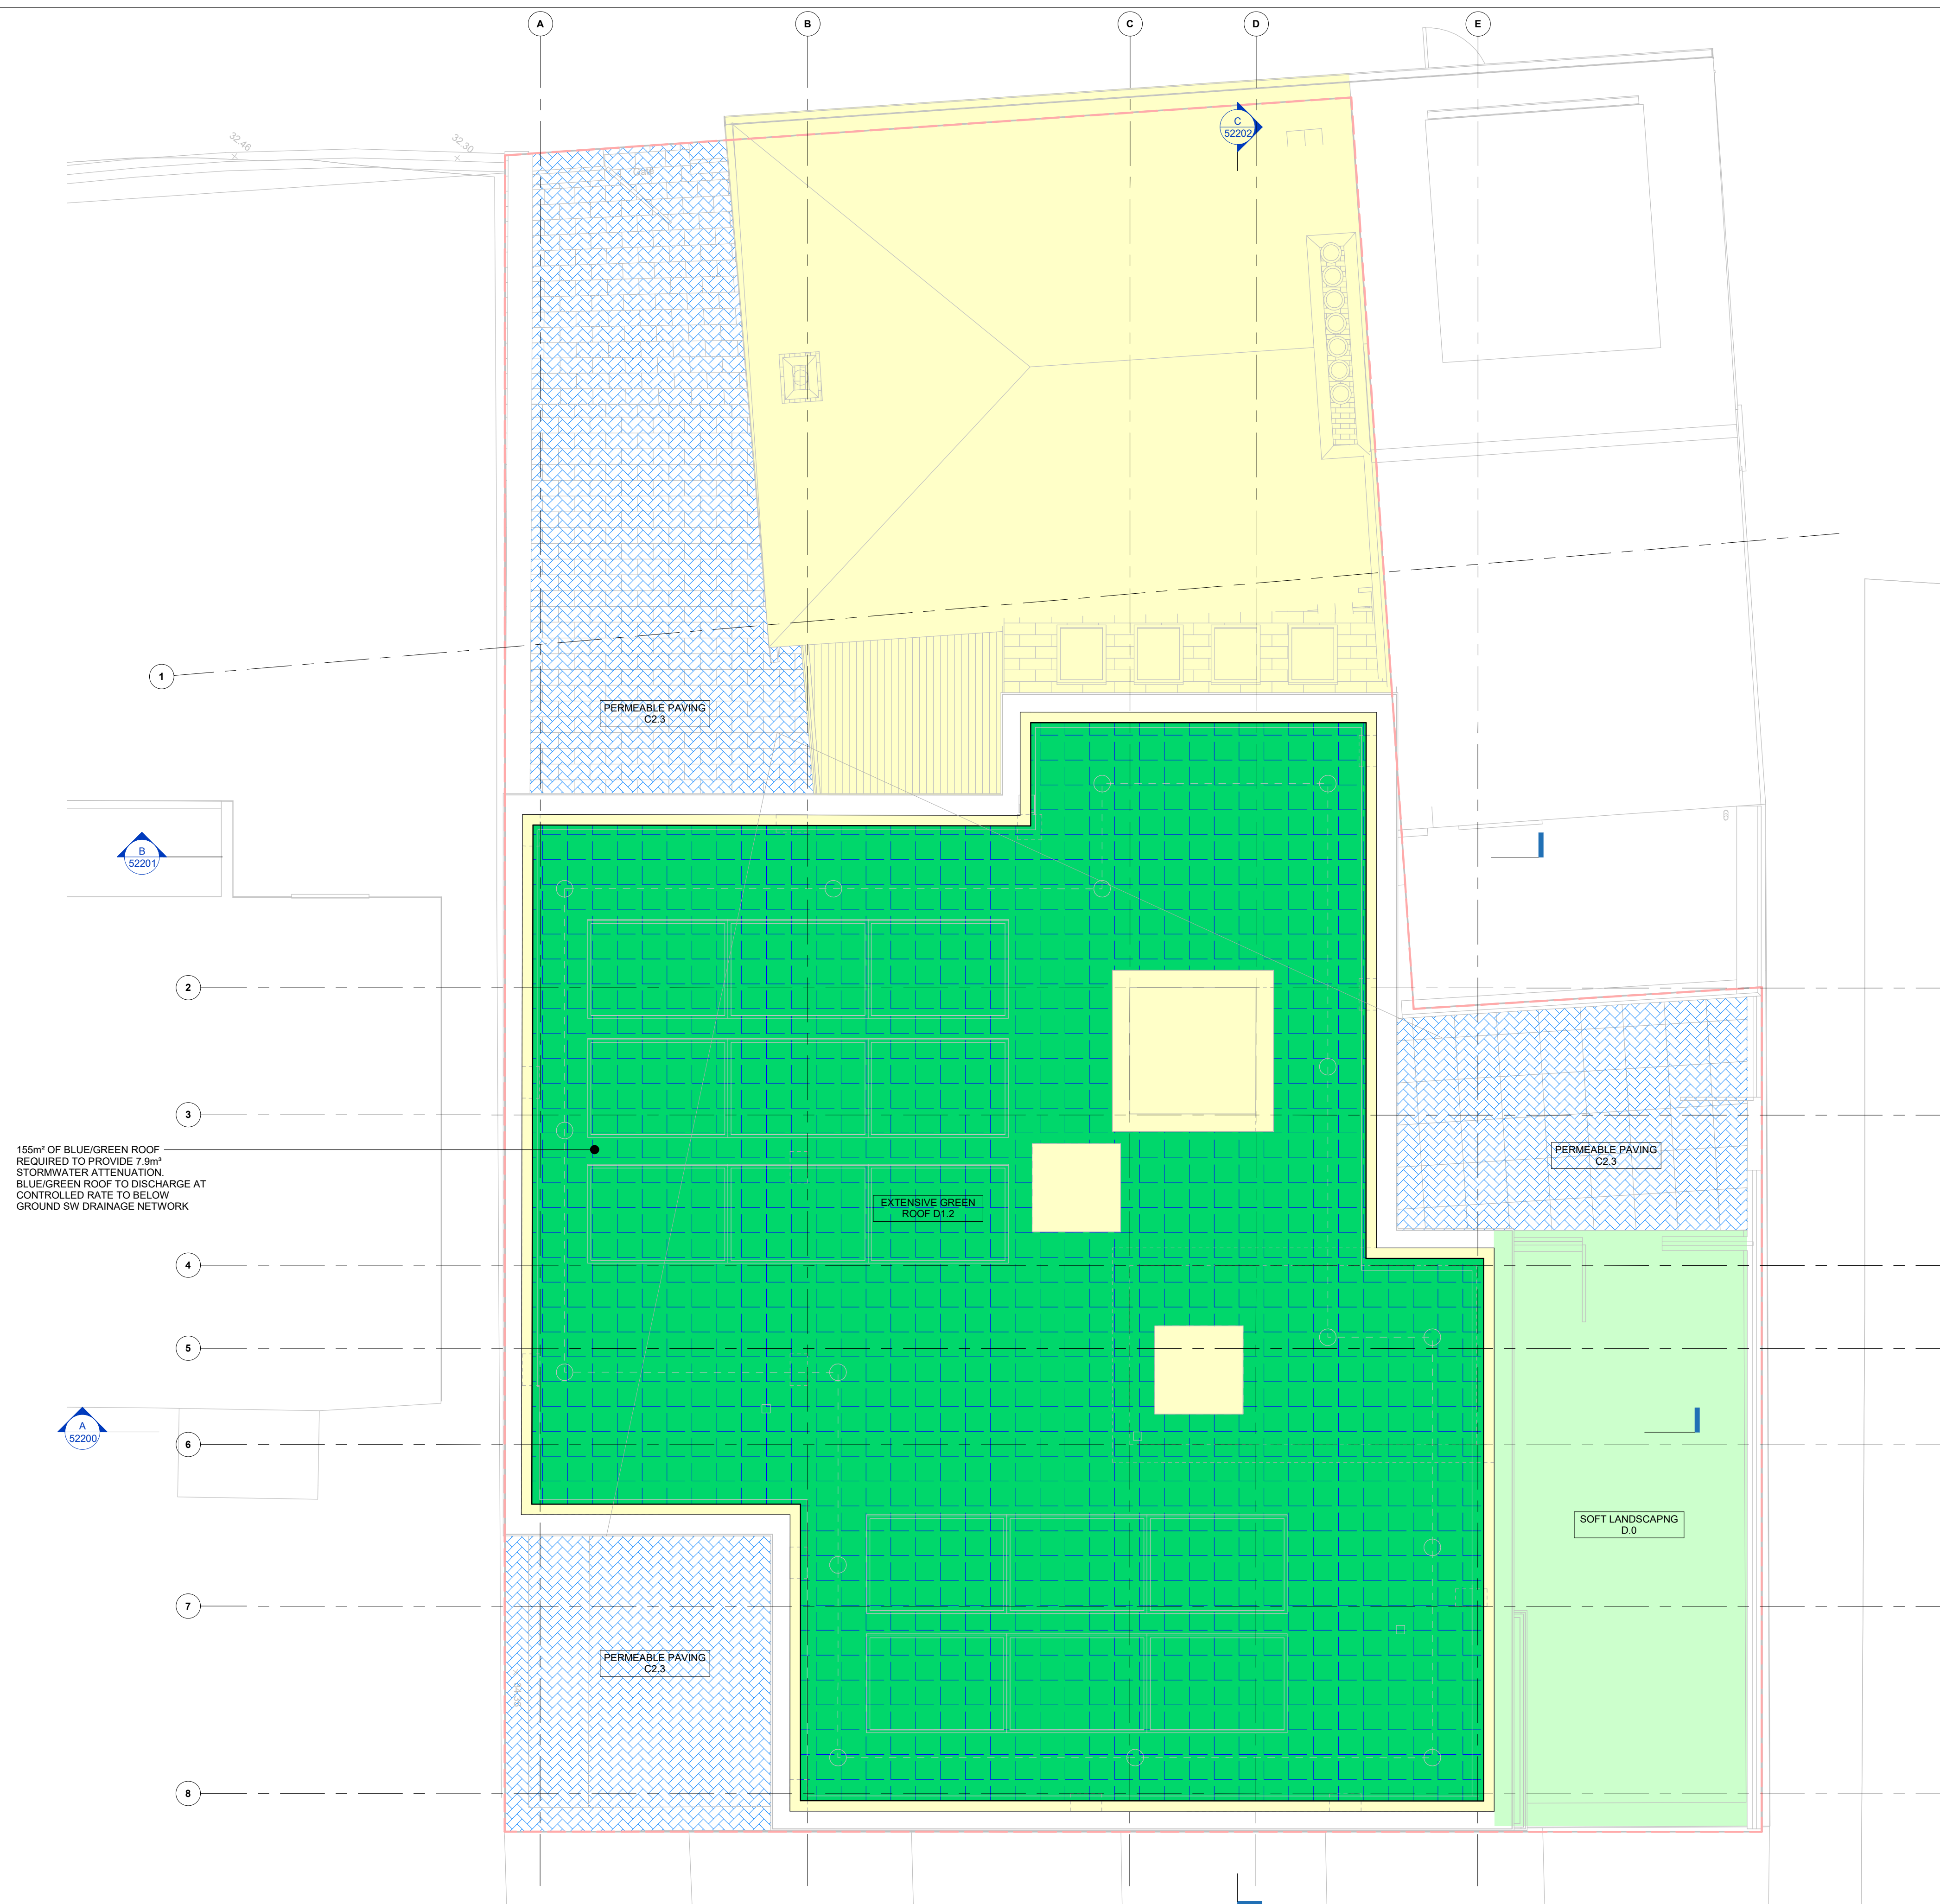 A
B
C
D
E
C
52202
32.46
32.30
1
PERMEABLE PAVING
C2.3
B
52201
2
3
155m² OF BLUE/GREEN ROOF
REQUIRED TO PROVIDE 7.9m³
STORMWATER ATTENUATION.
BLUE/GREEN ROOF TO DISCHARGE AT
CONTROLLED RATE TO BELOW
GROUND SW DRAINAGE NETWORK
PERMEABLE PAVING
C2.3
EXTENSIVE GREEN
ROOF D1.2
4
5
A
52200
6
SOFT LANDSCAPNG
D.0
7
PERMEABLE PAVING
C2.3
8